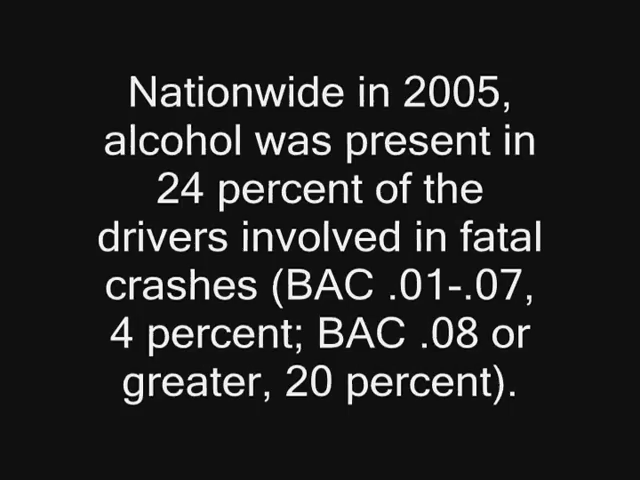 Nationwide in 2005,
alcohol was present in
24 percent of the
drivers involved in fatal
crashes (BAC .01-.07,
4 percent; BAC .08 or
greater, 20 percent).